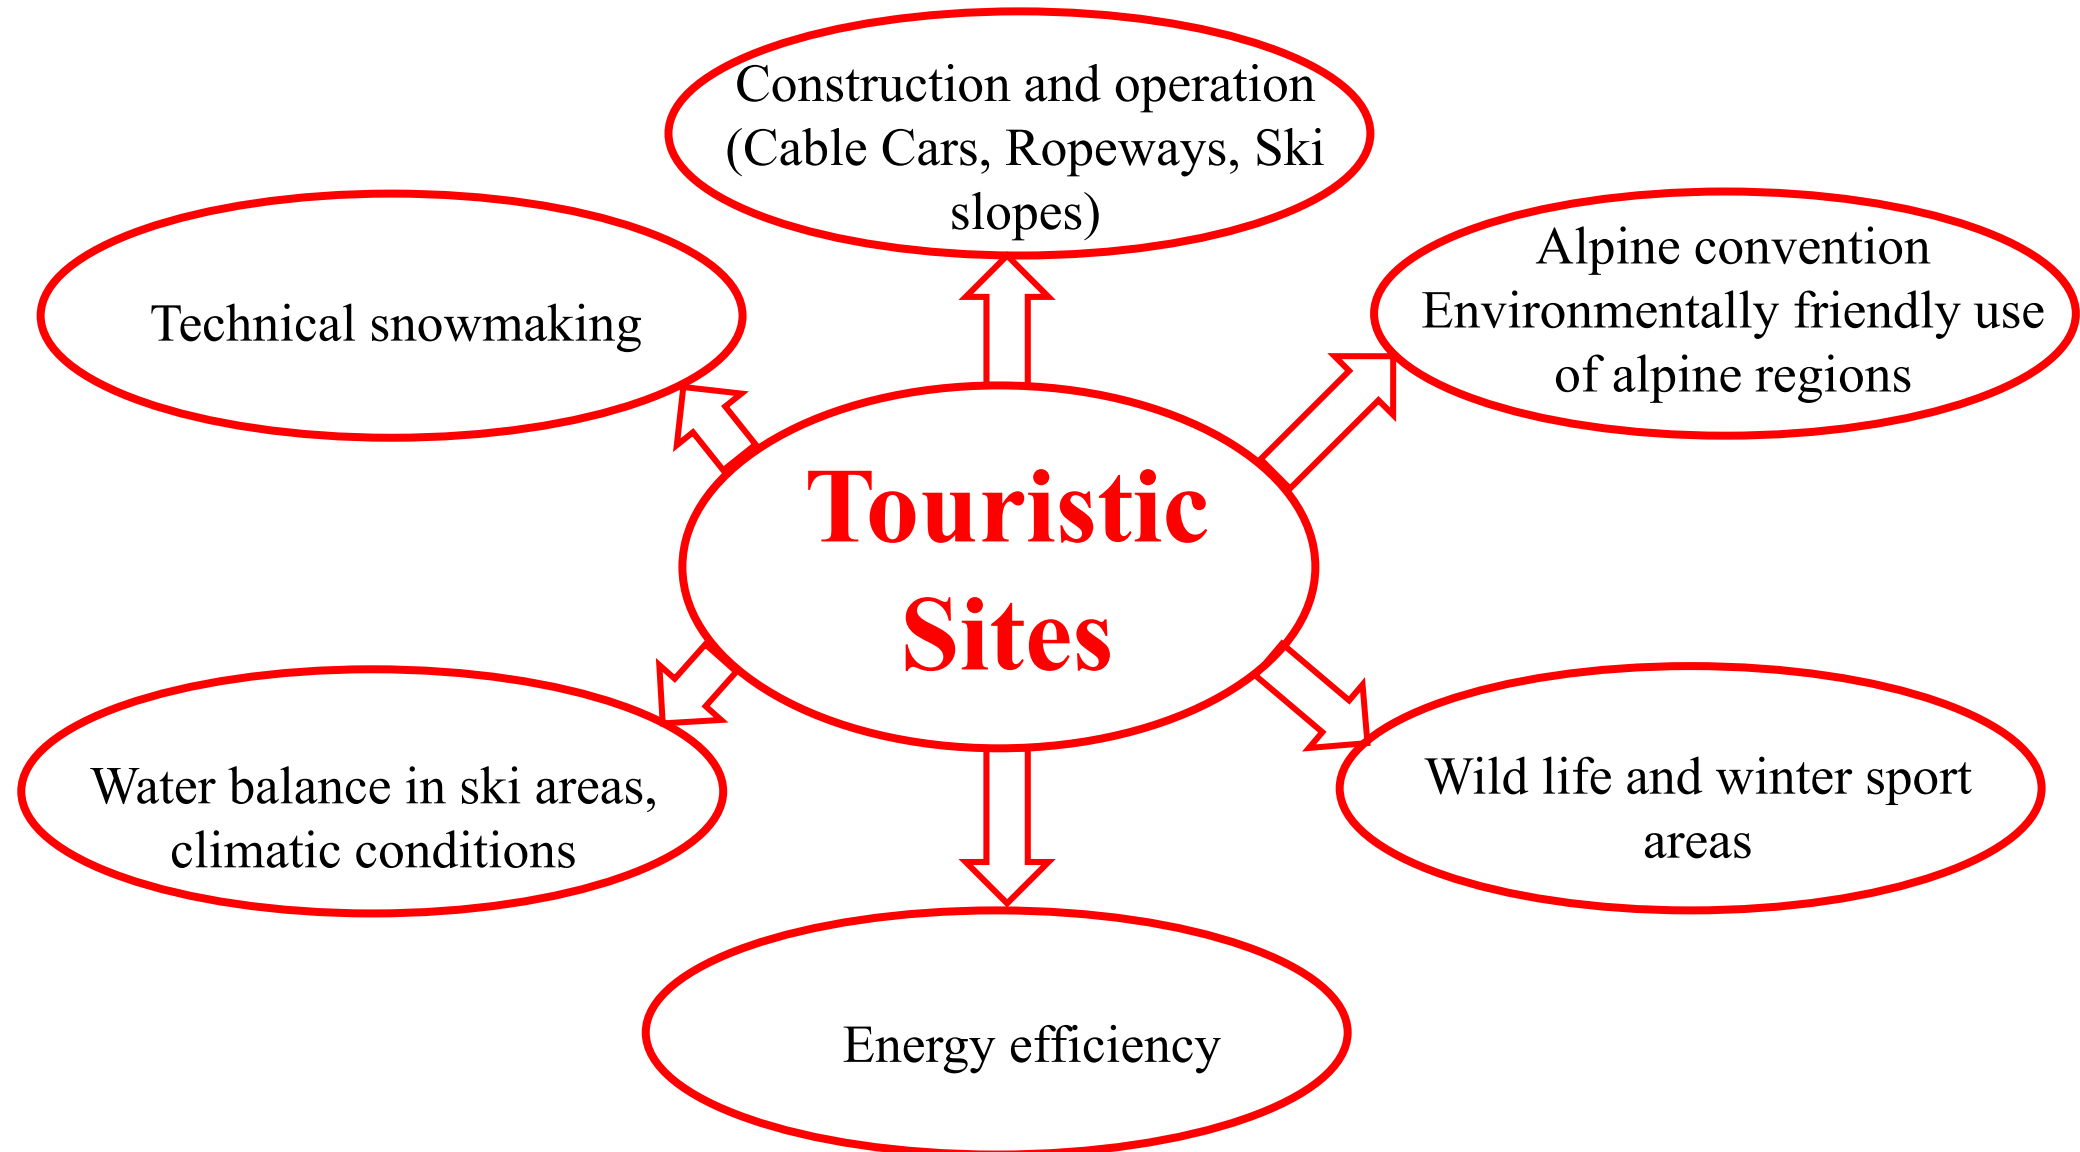 Construction and operation
(Cable Cars, Ropeways, Ski
slopes)
Technical snowmaking
Alpine convention
Environmentally friendly use
of alpine regions
Touristic
Sites
Water balance in ski areas,
climatic conditions
Wild life and winter sport
areas
Energy efficiency